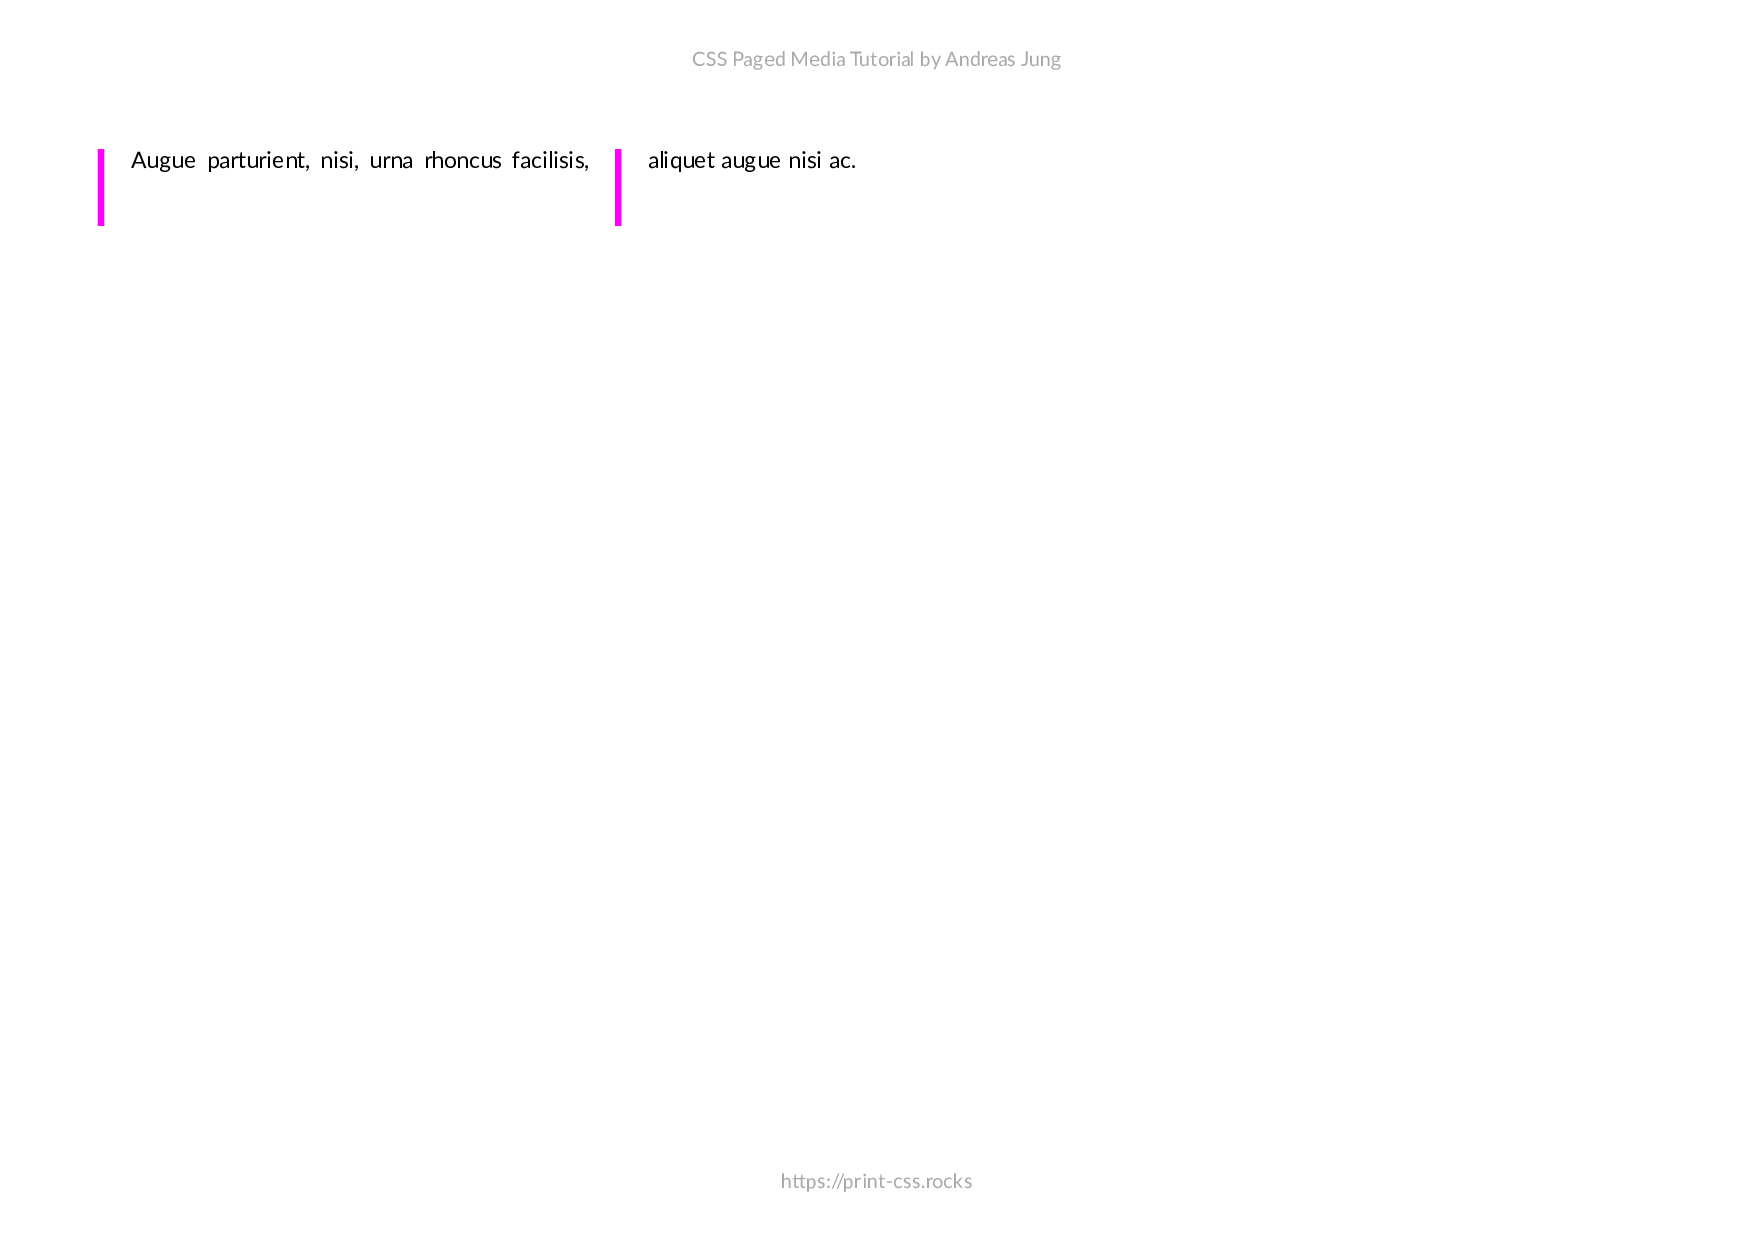 CSS Paged Media Tutorial by Andreas Jung
Augue parturient, nisi, urna rhoncus facilisis,
aliquet augue nisi ac.
https://print-css.rocks